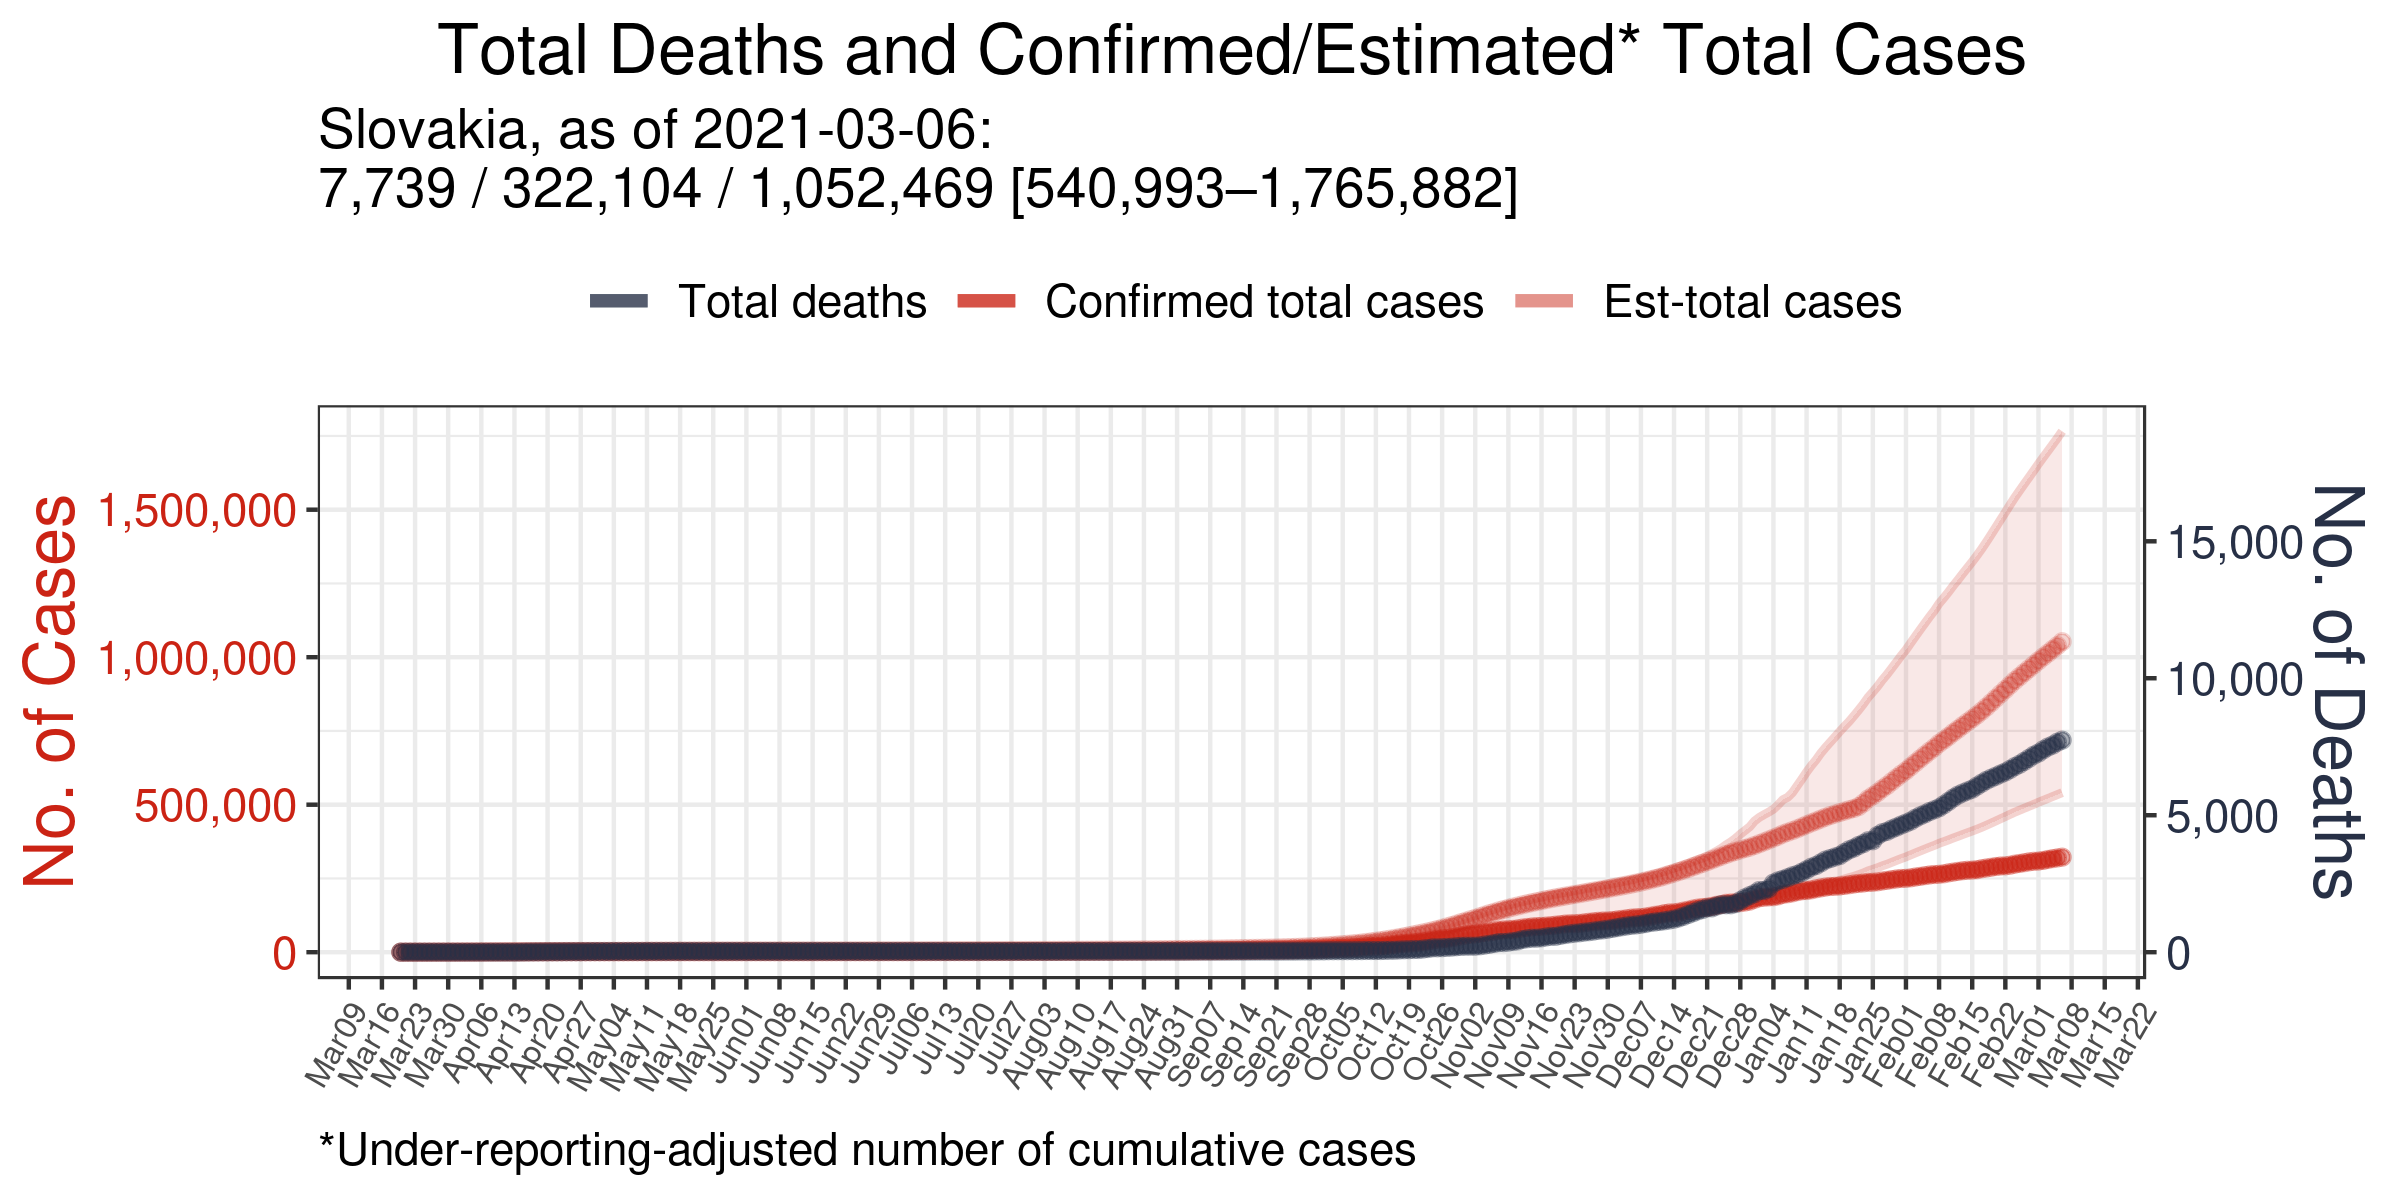 Total Deaths and Confirmed/Estimated* Total Cases
Slovakia, as of 2021-03-06:
7,739 / 322,104 / 1,052,469 [540,993–1,765,882]
Total deaths
Confirmed total cases
Est-total cases
No. of Cases
1,500,000
1,000,000
500,000
0
15,000
10,000
5,000
0
No. of Deaths
Mar09
Mar16
Mar23
Mar30
Apr06
Apr13
Apr20
Apr27
May04
May11
May18
May25
Jun01
Jun08
Jun15
Jun22
Jun29
Jul06
Jul13
Jul20
Jul27
Aug03
Aug10
Aug17
Aug24
Aug31
Sep07
Sep14
Sep21
Sep28
Oct05
Oct12
Oct19
Oct26
Nov02
Nov09
Nov16
Nov23
Nov30
Dec07
Dec14
Dec21
Dec28
Jan04
Jan11
Jan18
Jan25
Feb01
Feb08
Feb15
Feb22
Mar01
Mar08
Mar15
Mar22
*Under-reporting-adjusted number of cumulative cases